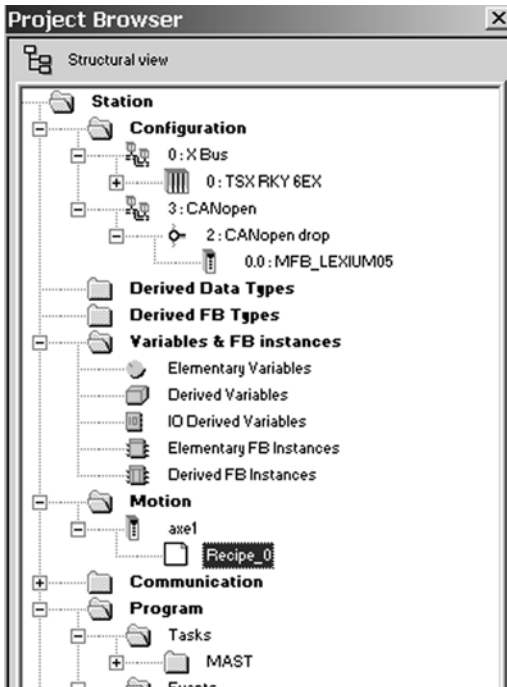 Project Browser
Structural view
Station
Configuration
0 : X Bus
0 : TSX RKY 6EX
3 : CANopen
2 : CANopen drop
0.0 : MFB_LEXIUM05
Derived Data Types
Derived FB Types
Variables & FB instances
Elementary Variables
Derived Variables
IO Derived Variables
Elementary FB Instances
Derived FB Instances
Motion
axe1
Recipe_0
Communication
Program
Tasks
MAST
Events